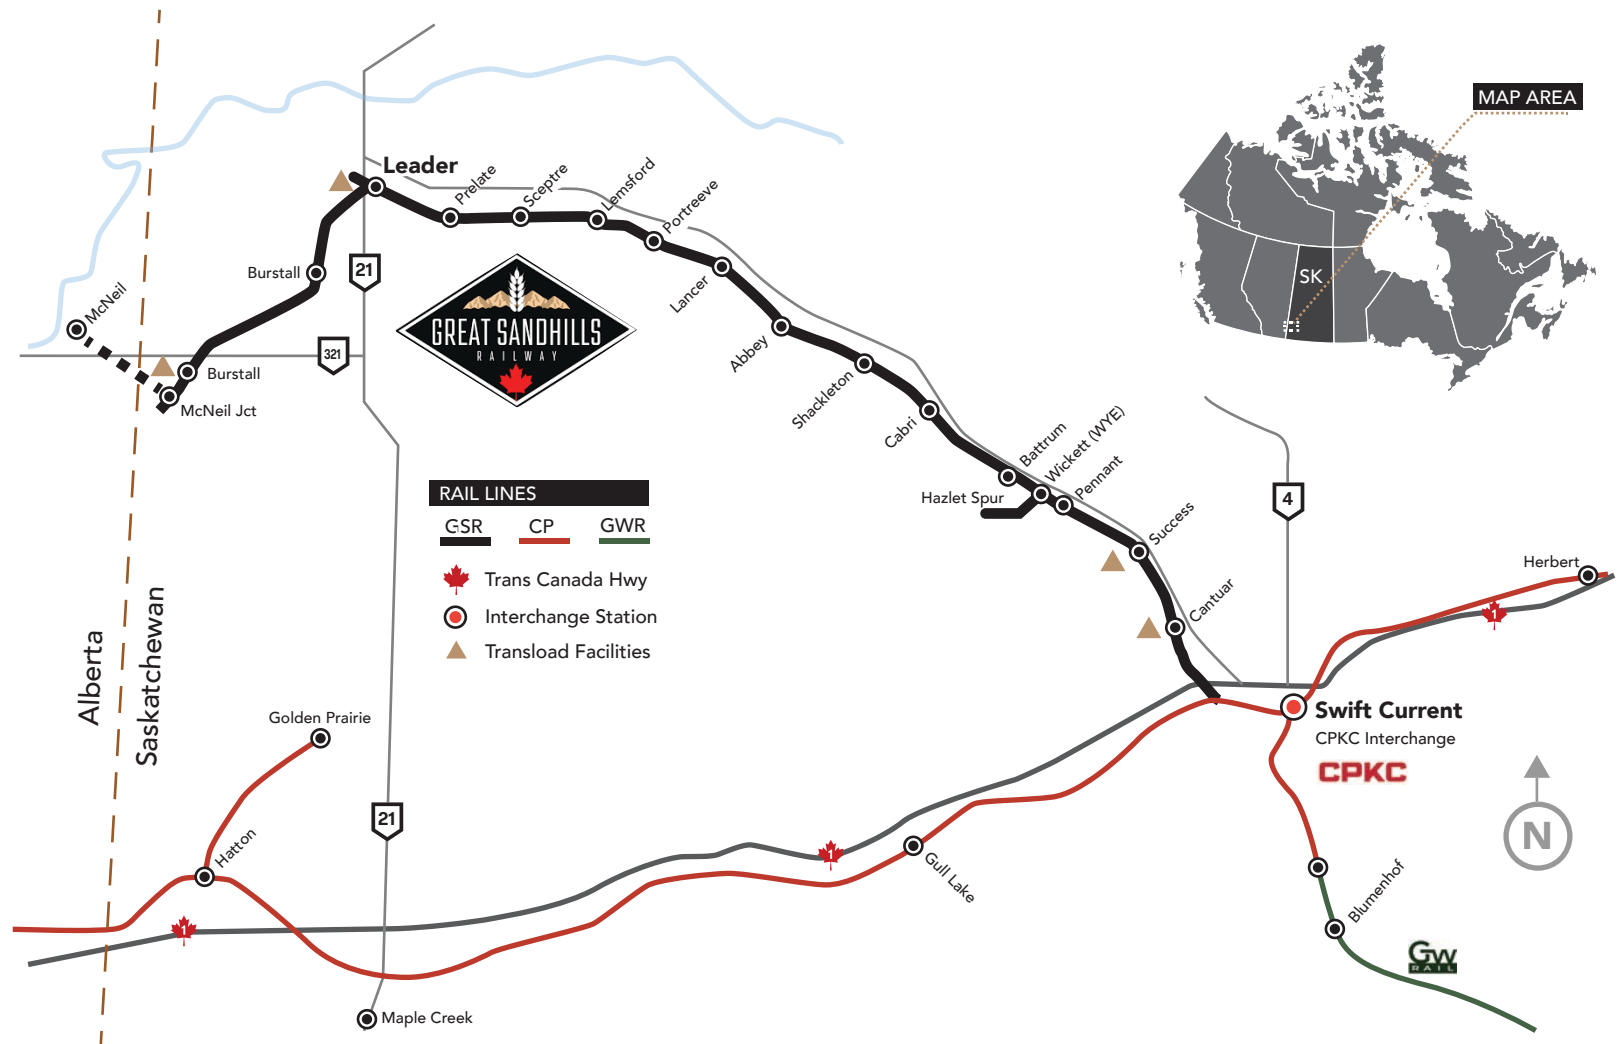 MAP AREA
SK
Leader
Prelate
Sceptre
Lemsford
Portreeve
Burstall
21
Lancer
McNeil
GREAT SANDHILLS
RAILWAY
321
Abbey
Burstall
McNeil Jct
Shackleton
Cabri
Battrum
Wickett (WYE)
Pennant
Hazlet Spur
4
Success
RAIL LINES
GSR CP GWR
Trans Canada Hwy
Interchange Station
Transload Facilities
Herbert
1
Cantuar
Alberta
Saskatchewan
Swift Current
CPKC Interchange
CPKC
Golden Prairie
21
N
Hatton
1
Gull Lake
Blumenhof
1
GW
RAIL
Maple Creek